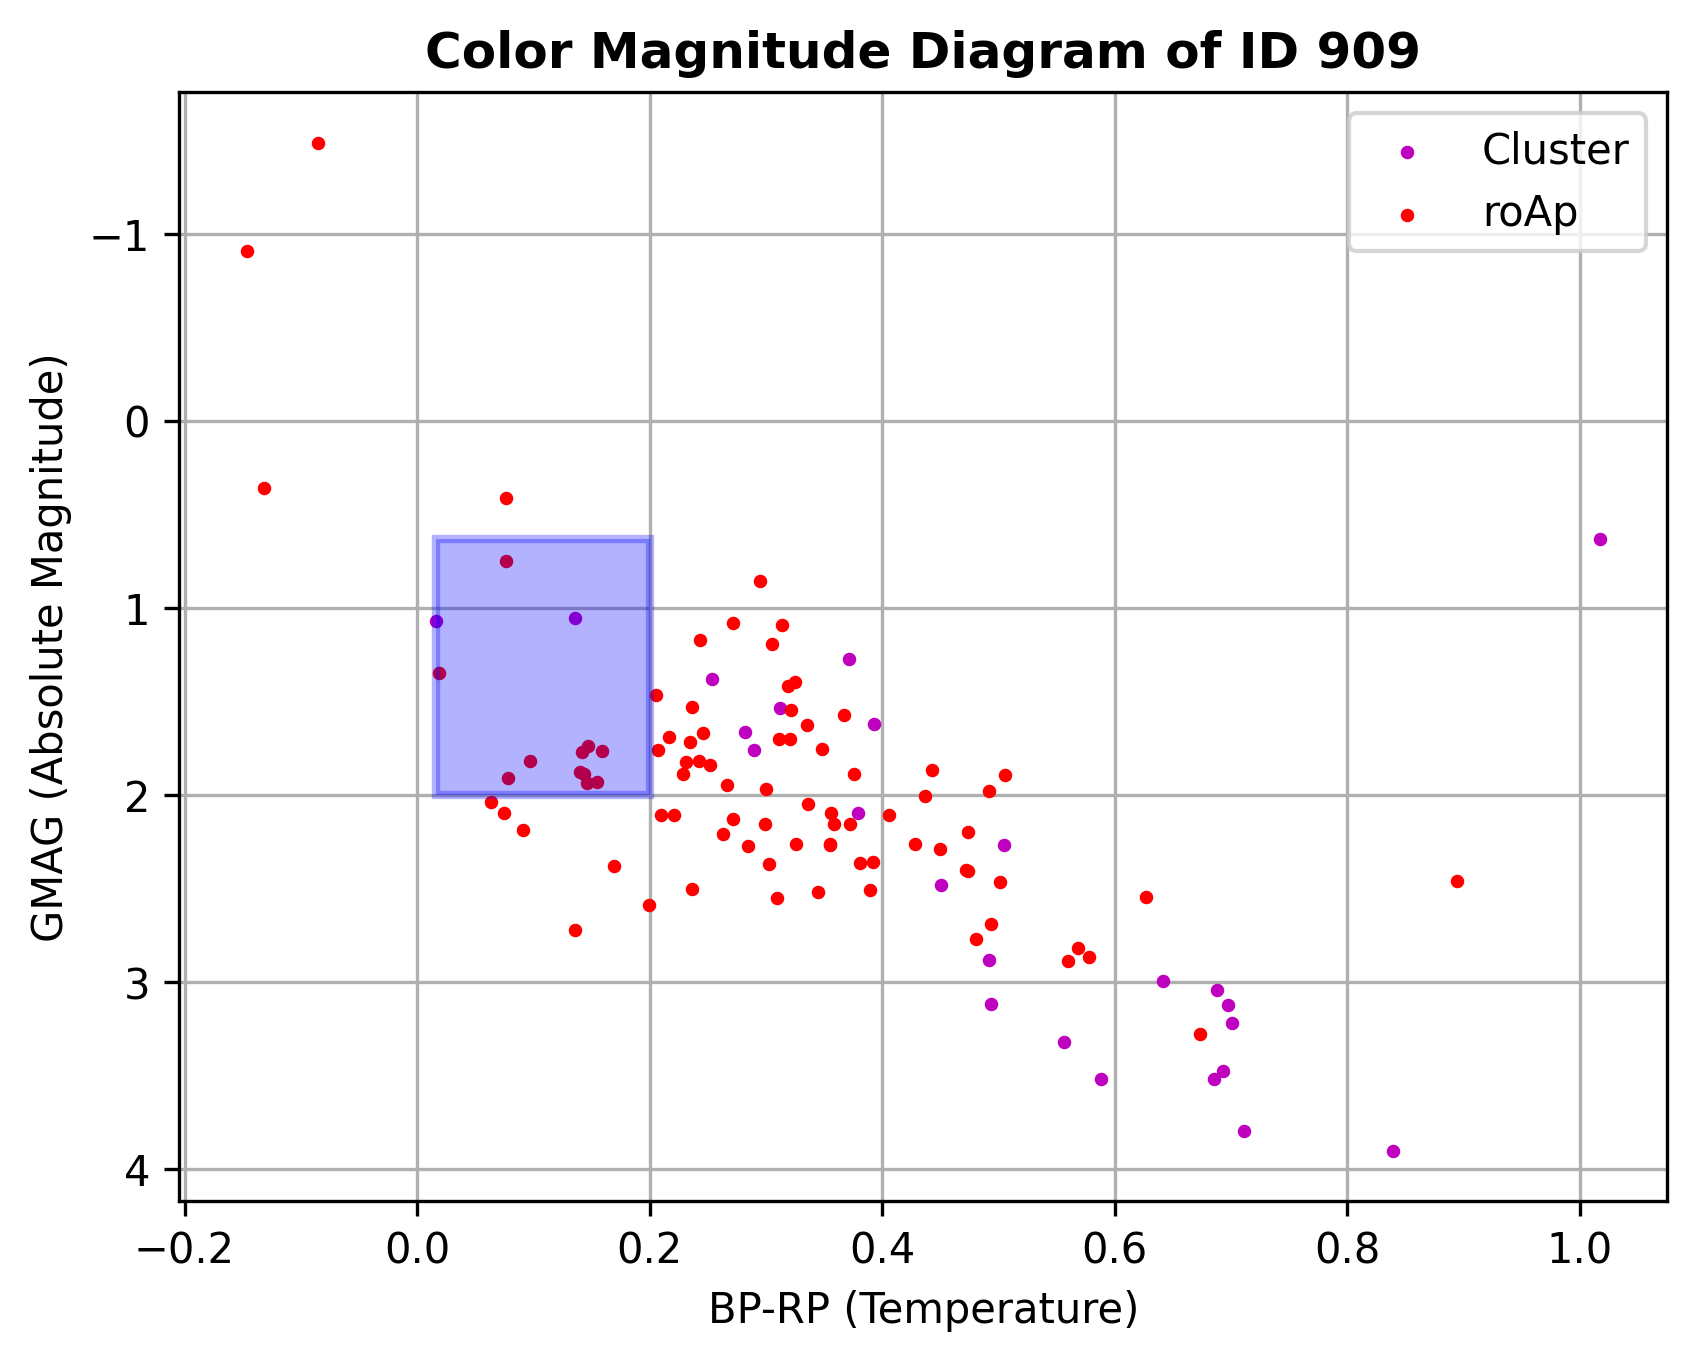 Color Magnitude Diagram of ID 909
Cluster
roAp
GMAG (Absolute Magnitude)
−1
0
1
2
3
4
−0.2 0.0 0.2 0.4 0.6 0.8 1.0
BP-RP (Temperature)